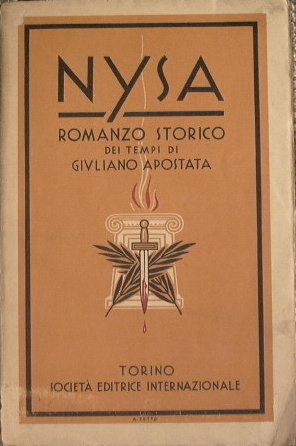 NYSA
ROMANZO STORICO
DEI TEMPI DI
GIVLIANO APOSTATA
TORINO
SOCIETÀ EDITRICE INTERNAZIONALE